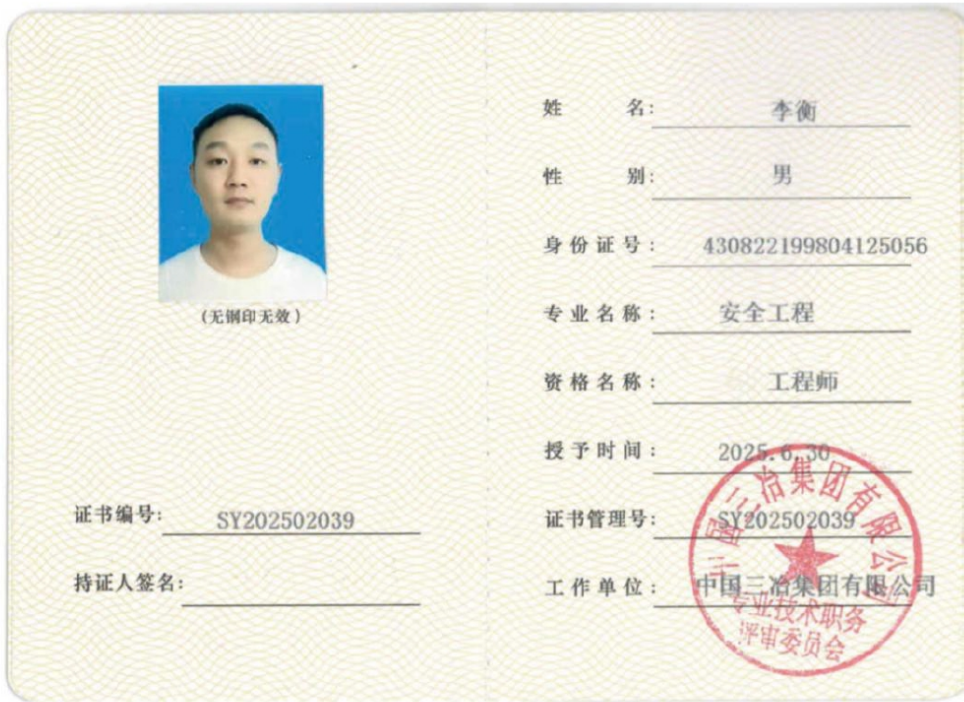 (无钢印无效)
证书编号: SY202502039
持证人签名:
姓 名: 李衡
性 别: 男
身份证号: 430822199804125056
专业名称: 安全工程
资格名称: 工程师
授予时间: 2025.6.30
证书管理号: SY202502039
工作单位: 中国三冶集团有限公司
中国三冶集团有限公司
专业技术职务
评审委员会